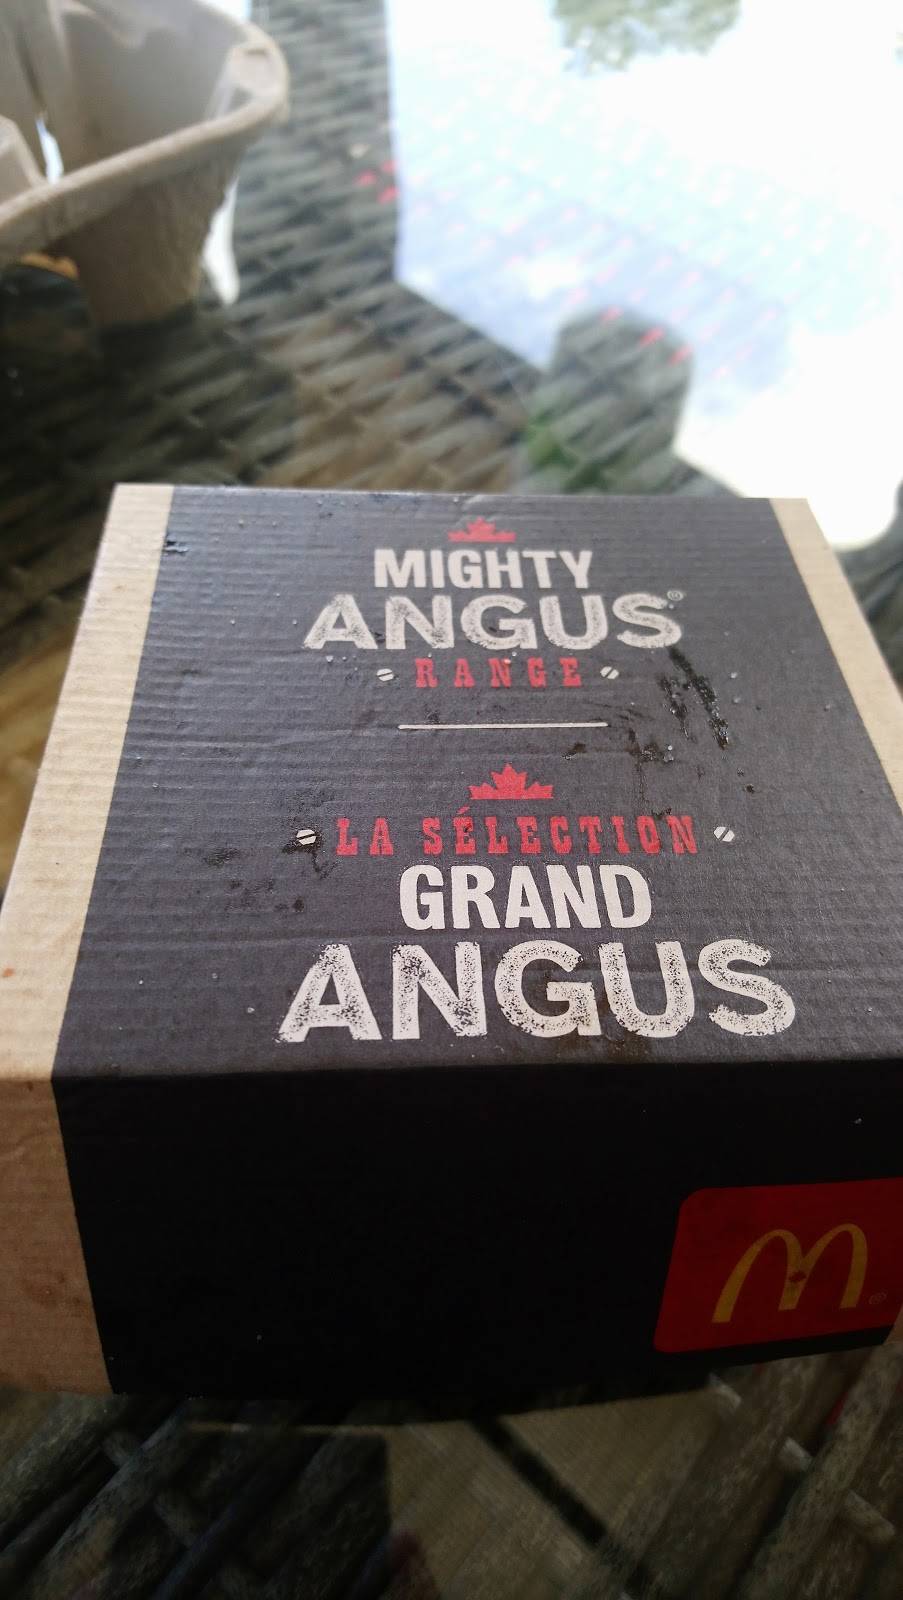 MIGHTY
ANGUS®
RANGE
LA SÉLECTION
GRAND
ANGUS
M®